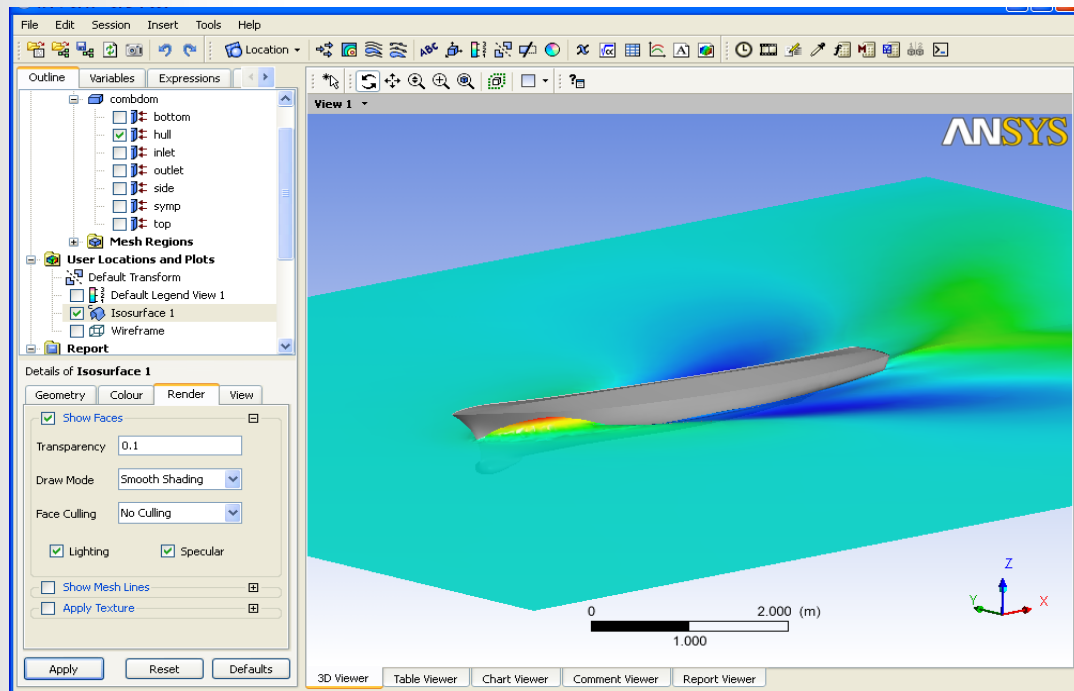 File Edit Session Insert Tools Help
Location
Outline Variables Expressions
combdom
bottom
hull
inlet
outlet
side
symp
top
Mesh Regions
User Locations and Plots
Default Transform
Default Legend View 1
Isosurface 1
Wireframe
Report
Details of Isosurface 1
Geometry Colour Render View
Show Faces
Transparency 0.1
Draw Mode Smooth Shading
Face Culling No Culling
Lighting Specular
Show Mesh Lines
Apply Texture
Apply Reset Defaults
View 1
ANSYS
Z
Y X
0 2.000 (m)
1.000
3D Viewer Table Viewer Chart Viewer Comment Viewer Report Viewer